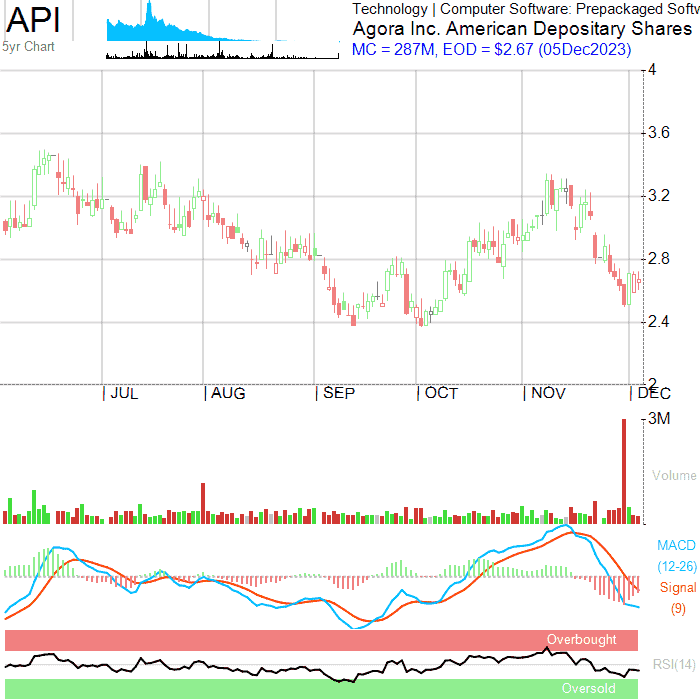 API
5yr Chart
Technology | Computer Software: Prepackaged Softw
Agora Inc. American Depositary Shares
MC = 287M, EOD = $2.67 (05Dec2023)
4
3.6
3.2
2.8
2.4
2
JUL
AUG
SEP
OCT
NOV
DEC
3M
Volume
MACD
(12-26)
Signal
(9)
Overbought
RSI(14)
Oversold